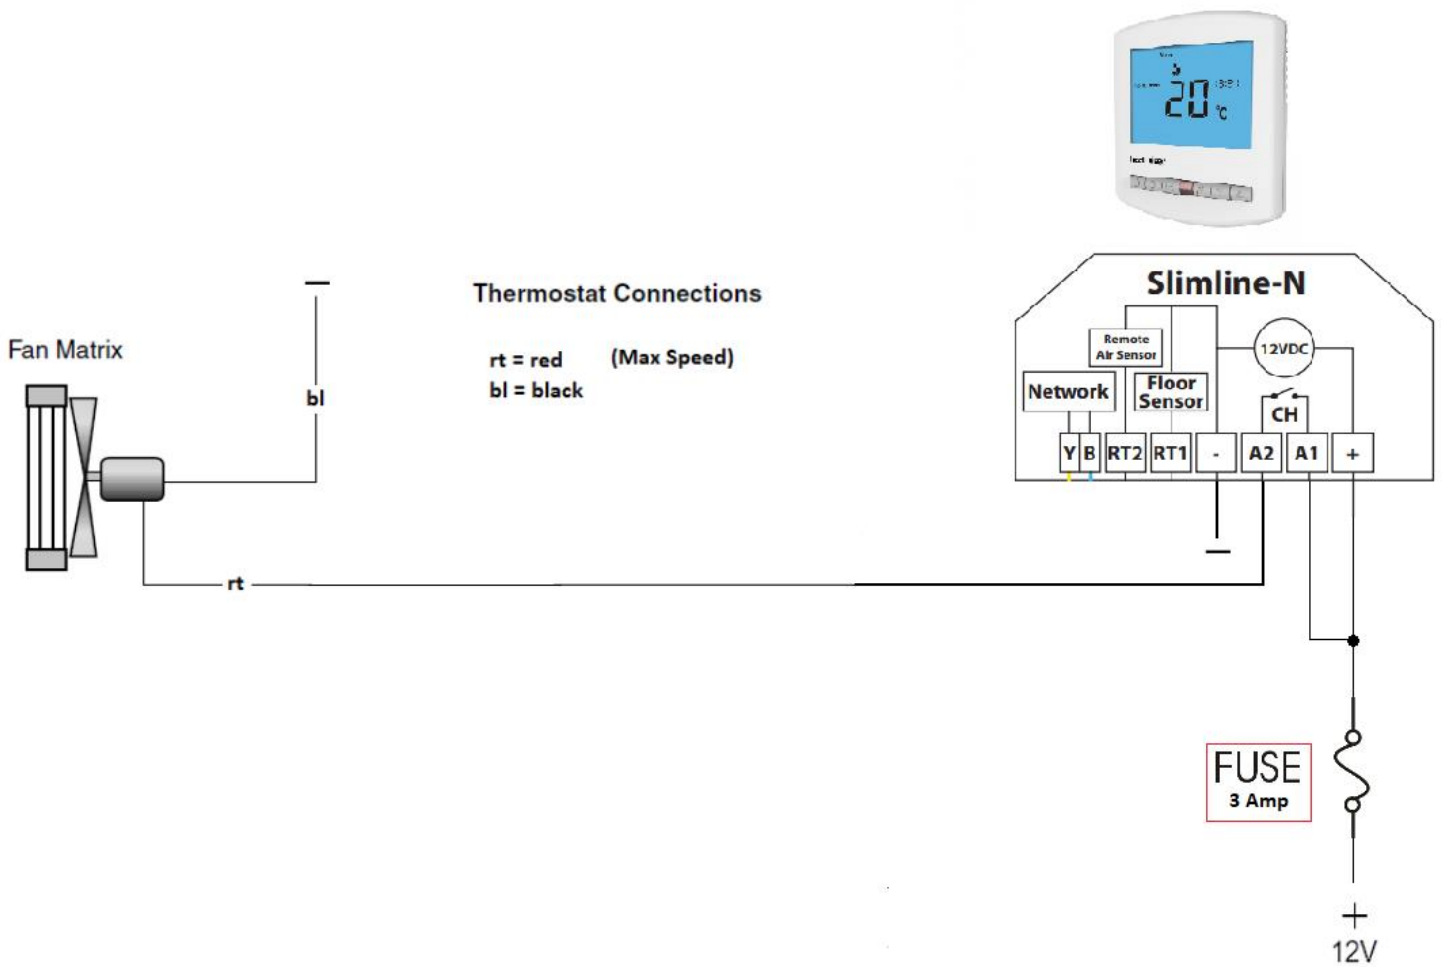 20 °C
Slimline-N
Thermostat Connections
Remote
Air Sensor
12VDC
Fan Matrix
rt = red (Max Speed)
bl = black
Network
Floor
Sensor
bl
CH
Y B RT2 RT1 - A2 A1 +
rt
FUSE
3 Amp
+
12V